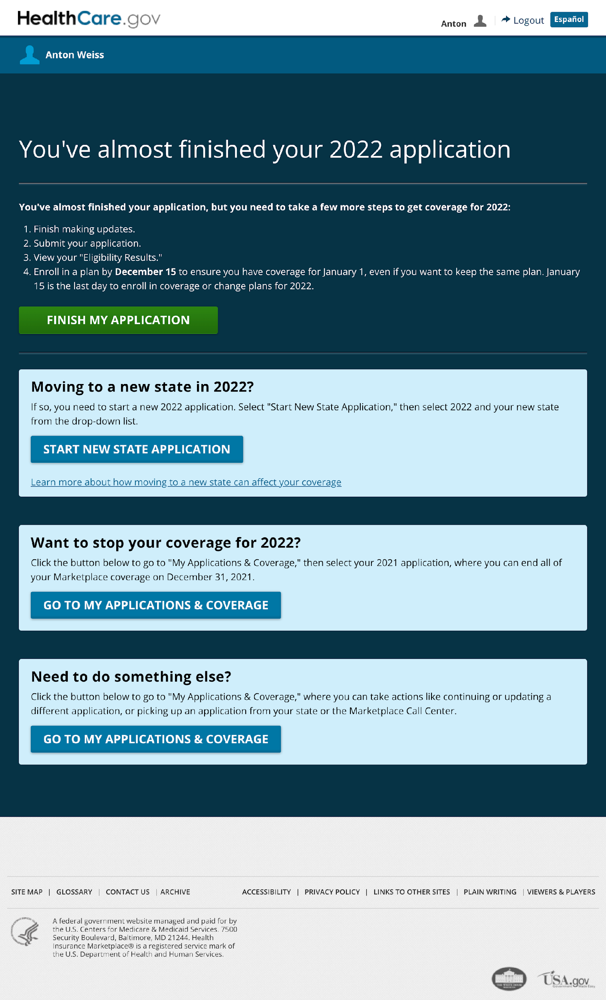 HealthCare.gov
Anton
Logout
Español
Anton Weiss
You've almost finished your 2022 application
You've almost finished your application, but you need to take a few more steps to get coverage for 2022:
1. Finish making updates.
2. Submit your application.
3. View your "Eligibility Results."
4. Enroll in a plan by December 15 to ensure you have coverage for January 1, even if you want to keep the same plan. January
15 is the last day to enroll in coverage or change plans for 2022.
FINISH MY APPLICATION
Moving to a new state in 2022?
If so, you need to start a new 2022 application. Select "Start New State Application," then select 2022 and your new state
from the drop-down list.
START NEW STATE APPLICATION
Learn more about how moving to a new state can affect your coverage
Want to stop your coverage for 2022?
Click the button below to go to "My Applications & Coverage," then select your 2021 application, where you can end all of
your Marketplace coverage on December 31, 2021.
GO TO MY APPLICATIONS & COVERAGE
Need to do something else?
Click the button below to go to "My Applications & Coverage," where you can take actions like continuing or updating a
different application, or picking up an application from your state or the Marketplace Call Center.
GO TO MY APPLICATIONS & COVERAGE
SITE MAP | GLOSSARY | CONTACT US | ARCHIVE ACCESSIBILITY | PRIVACY POLICY | LINKS TO OTHER SITES | PLAIN WRITING | VIEWERS & PLAYERS
A federal government website managed and paid for by
the U.S. Centers for Medicare & Medicaid Services. 7500
Security Boulevard, Baltimore, MD 21244. Health
Insurance Marketplace® is a registered service mark of
the U.S. Department of Health and Human Services.
THE WHITE HOUSE
USA.gov
Government Made Easy